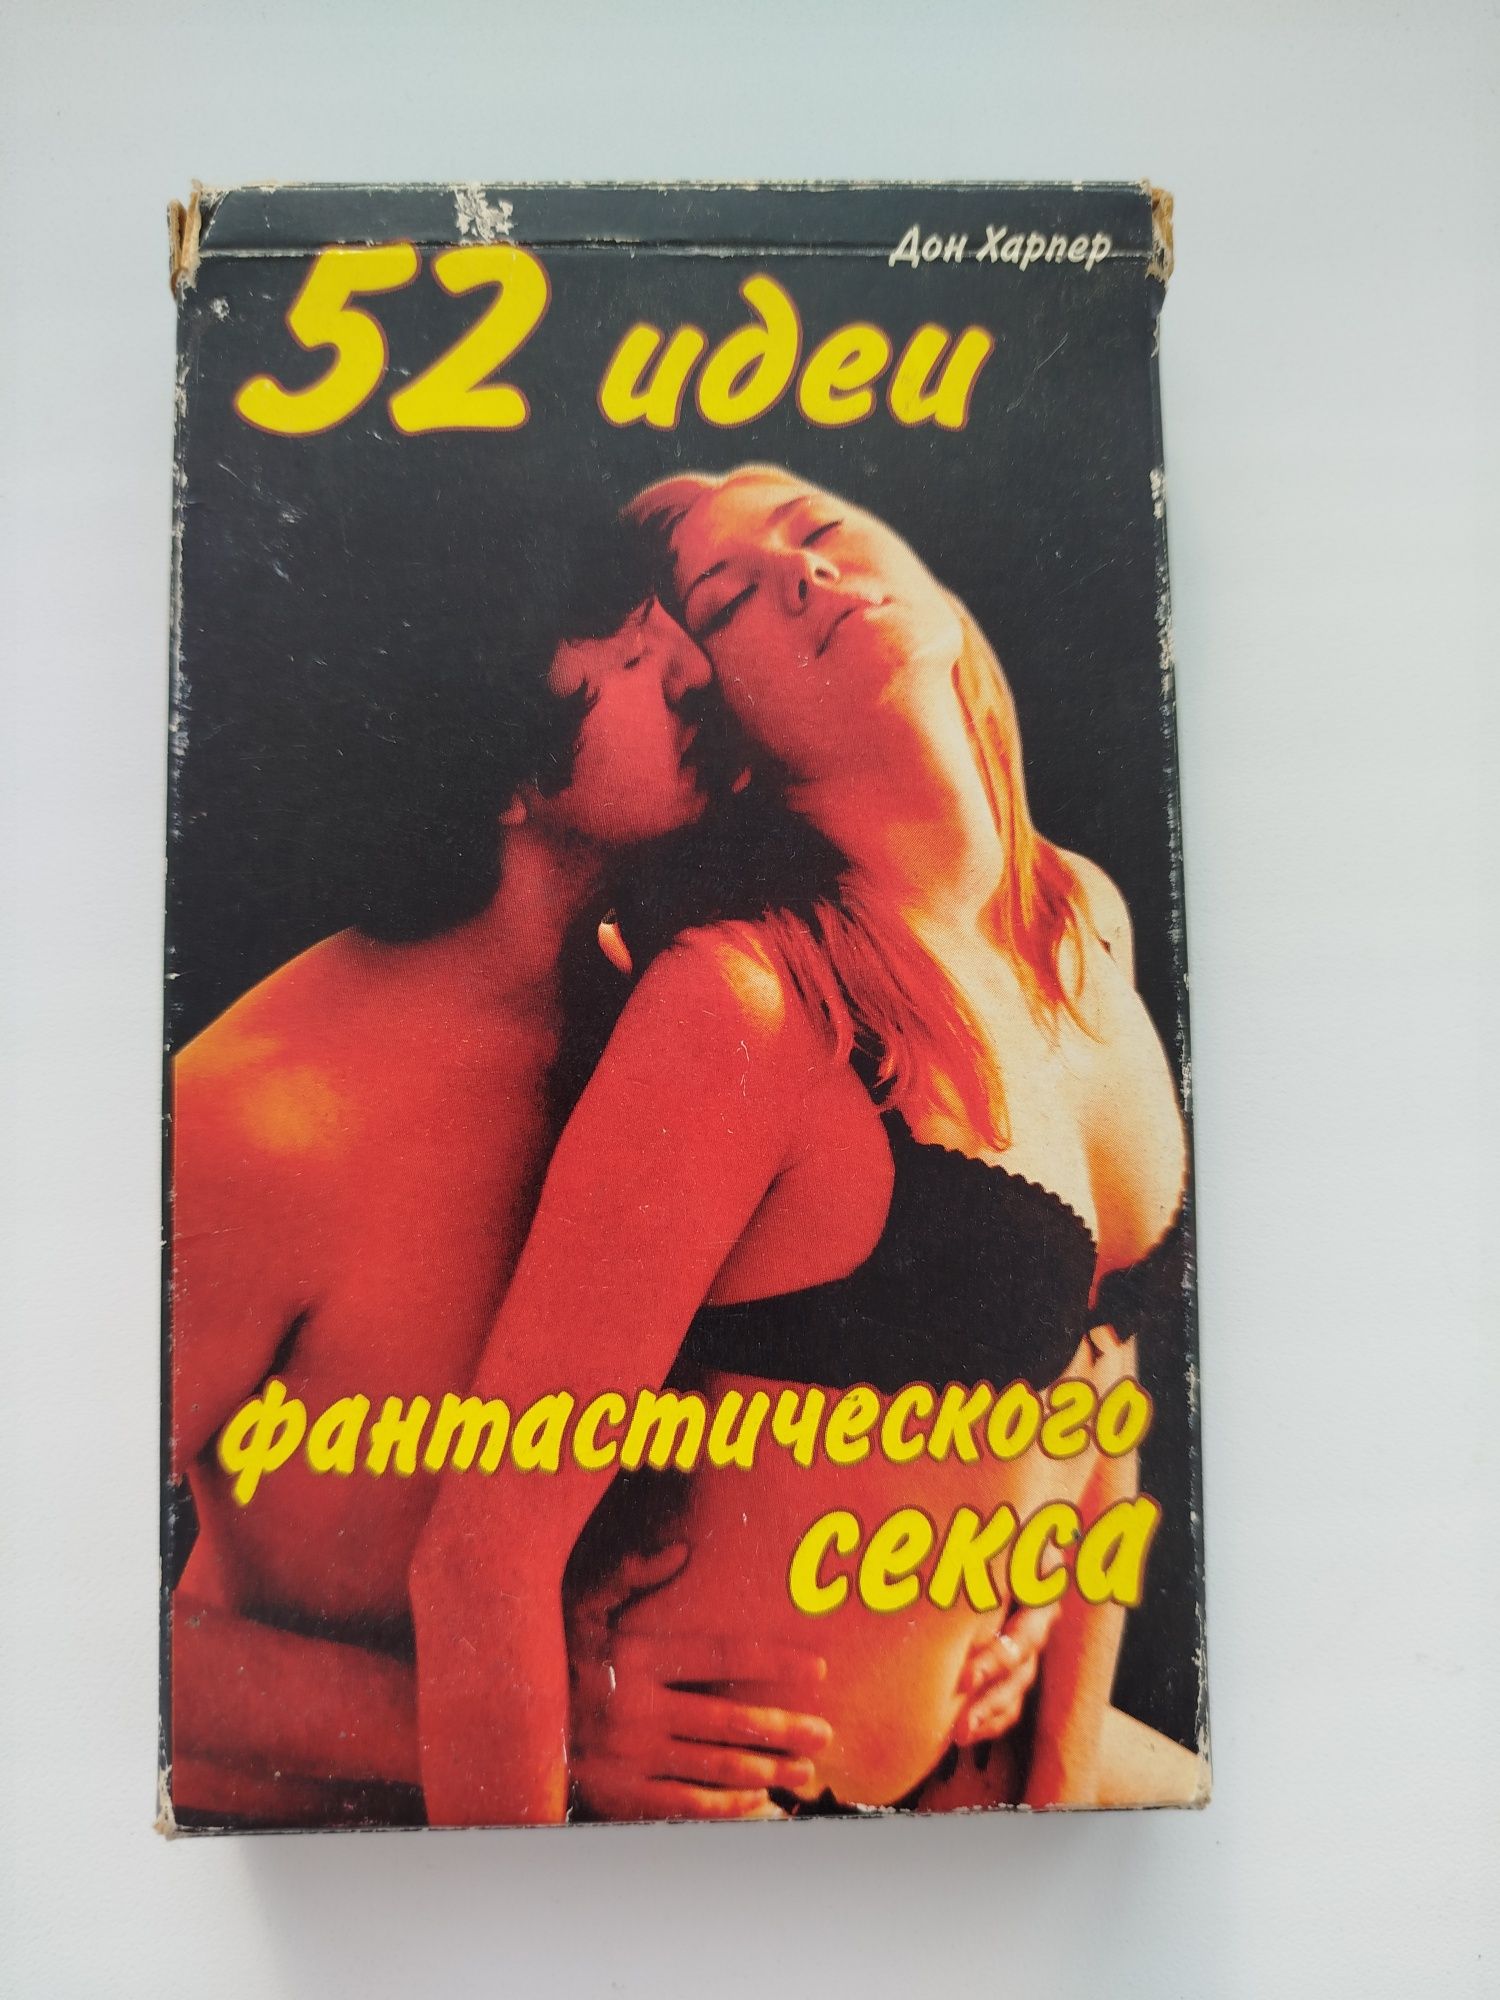 Дон Харпер
52 идеи
фантастического
секса